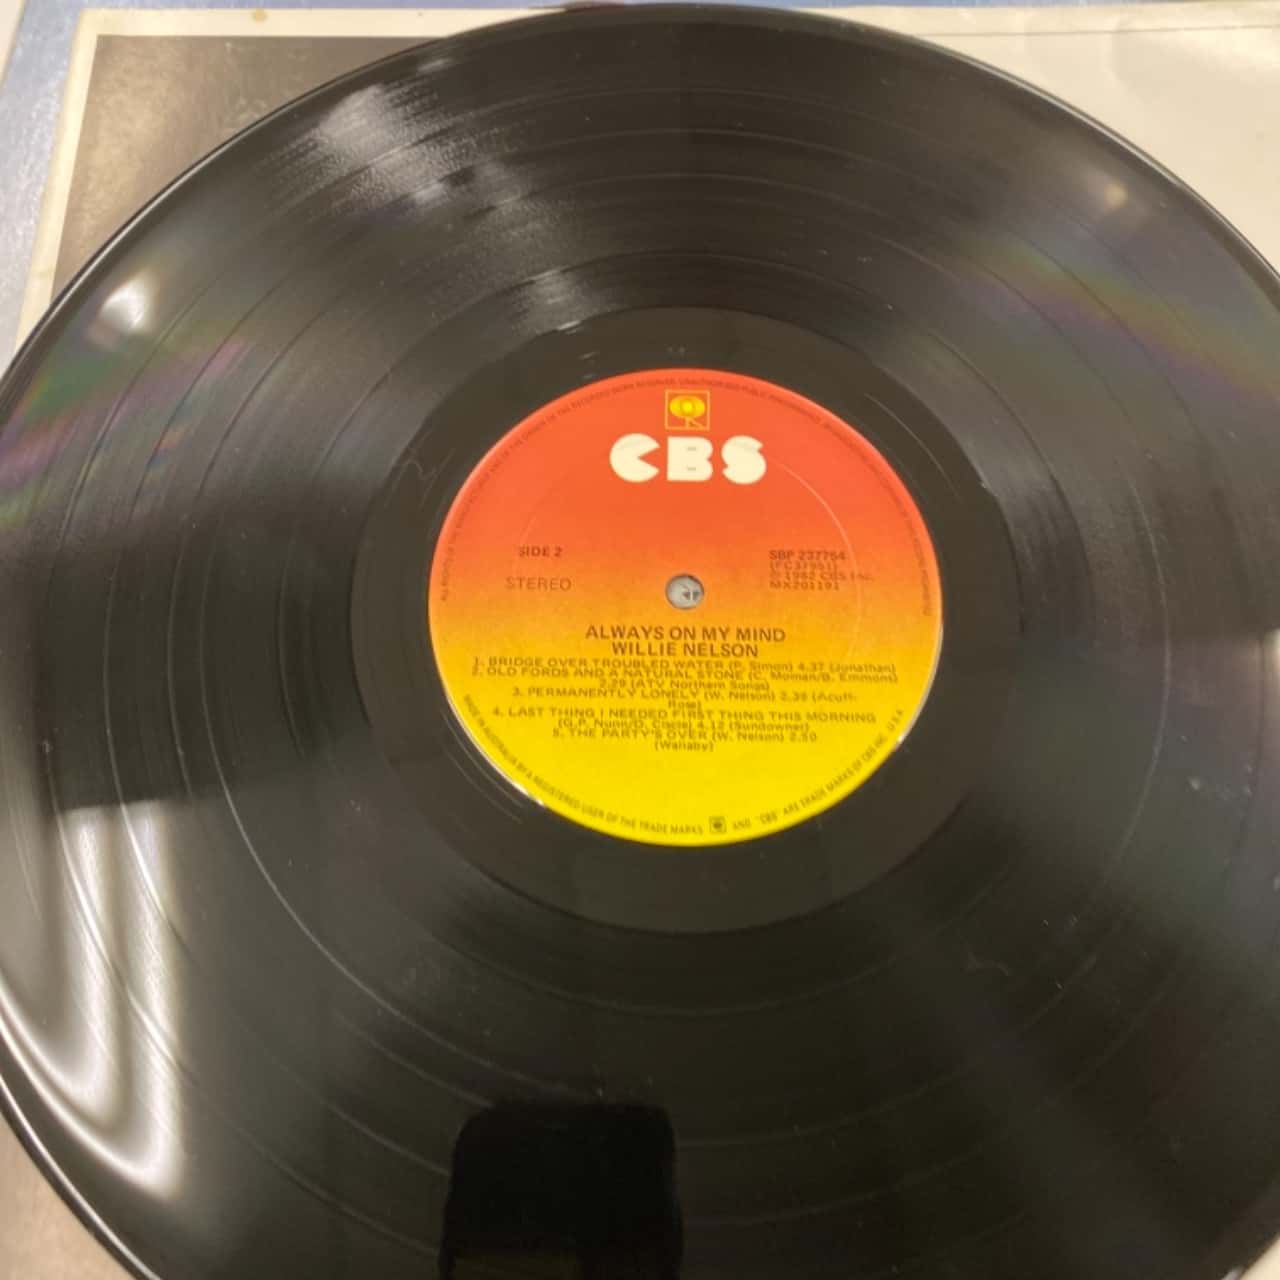 CBS
SIDE 2
STEREO
SBP 237754
(FC37951)
© 1982 CBS Inc.
MX201191
ALWAYS ON MY MIND
WILLIE NELSON
1. BRIDGE OVER TROUBLED WATER (P. Simon) 4.37 (Jonathan)
2. OLD FORDS AND A NATURAL STONE (C. Moman/B. Emmons)
2.29 (ATV Northern Songs)
3. PERMANENTLY LONELY (W. Nelson) 2.39 (Acuff-
Rose)
4. LAST THING I NEEDED FIRST THING THIS MORNING
(G.P. Nunn/D. Ciscle) 4.12 (Sundowner)
5. THE PARTY'S OVER (W. Nelson) 2.50
(Wallaby)
MADE IN AUSTRALIA BY A REGISTERED USER OF THE TRADE MARKS AND "CBS" ARE TRADE MARKS OF CBS INC. U.S.A.